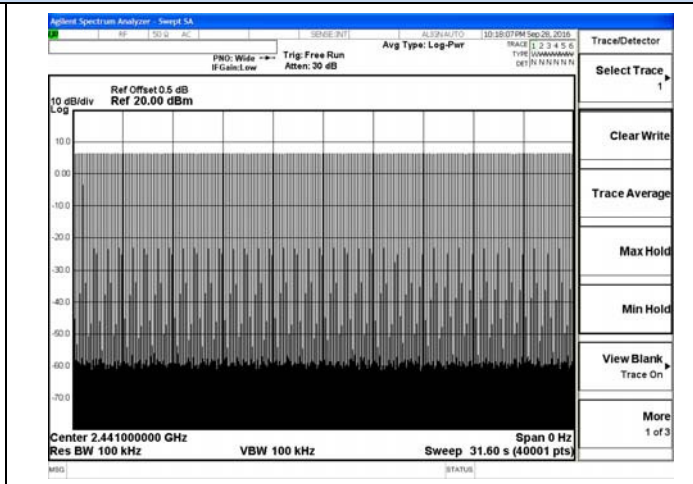 Agilent Spectrum Analyzer - Swept SA
RF 50 Ω AC SENSE:INT ALIGN AUTO 10:18:07 PM Sep 28, 2016
Avg Type: Log-Pwr TRACE 1 2 3 4 5 6
PNO: Wide Trig: Free Run TYPE
IFGain:Low Atten: 30 dB DET N N N N N N
Ref Offset 0.5 dB
10 dB/div Ref 20.00 dBm
Log
10.0
0.00
-10.0
-20.0
-30.0
-40.0
-50.0
-60.0
-70.0
Center 2.441000000 GHz Span 0 Hz
Res BW 100 kHz VBW 100 kHz Sweep 31.60 s (40001 pts)
MSG STATUS
Trace/Detector
Select Trace
1
Clear Write
Trace Average
Max Hold
Min Hold
View Blank
Trace On
More
1 of 3